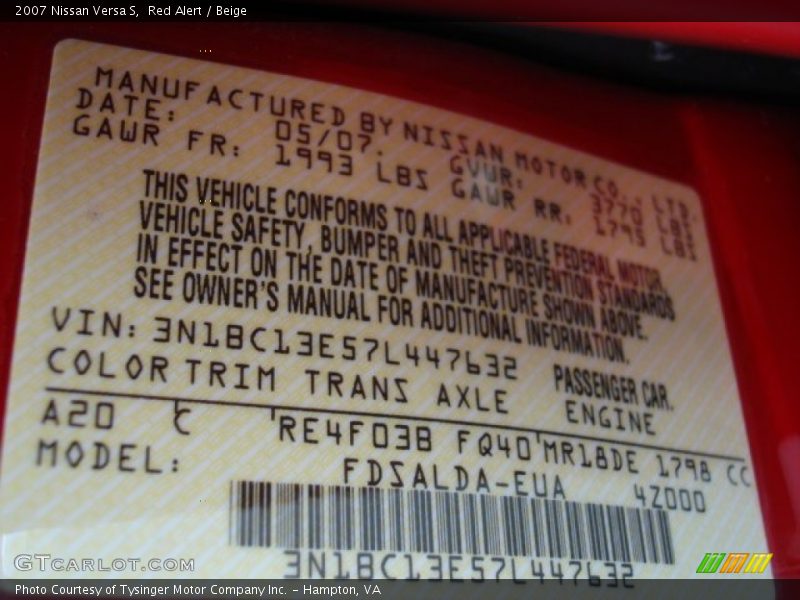 2007 Nissan Versa S,  Red Alert / Beige
MANUFACTURED BY NISSAN MOTOR CO., LTD.
DATE: 05/07. GVWR: 3770 LBS
GAWR FR: 1993 LBS GAWR RR: 1795 LBS
THIS VEHICLE CONFORMS TO ALL APPLICABLE FEDERAL MOTOR
VEHICLE SAFETY, BUMPER AND THEFT PREVENTION STANDARDS
IN EFFECT ON THE DATE OF MANUFACTURE SHOWN ABOVE.
SEE OWNER'S MANUAL FOR ADDITIONAL INFORMATION.
VIN: 3N1BC13E57L447632 PASSENGER CAR.
COLOR TRIM TRANS AXLE ENGINE
A20 C RE4F03B FQ40 MR18DE 1798 CC
MODEL: FDSALDA-EUA 4Z000
3N1BC13E57L447632
GTcarlot.com
Photo Courtesy of Tysinger Motor Company Inc. - Hampton, VA